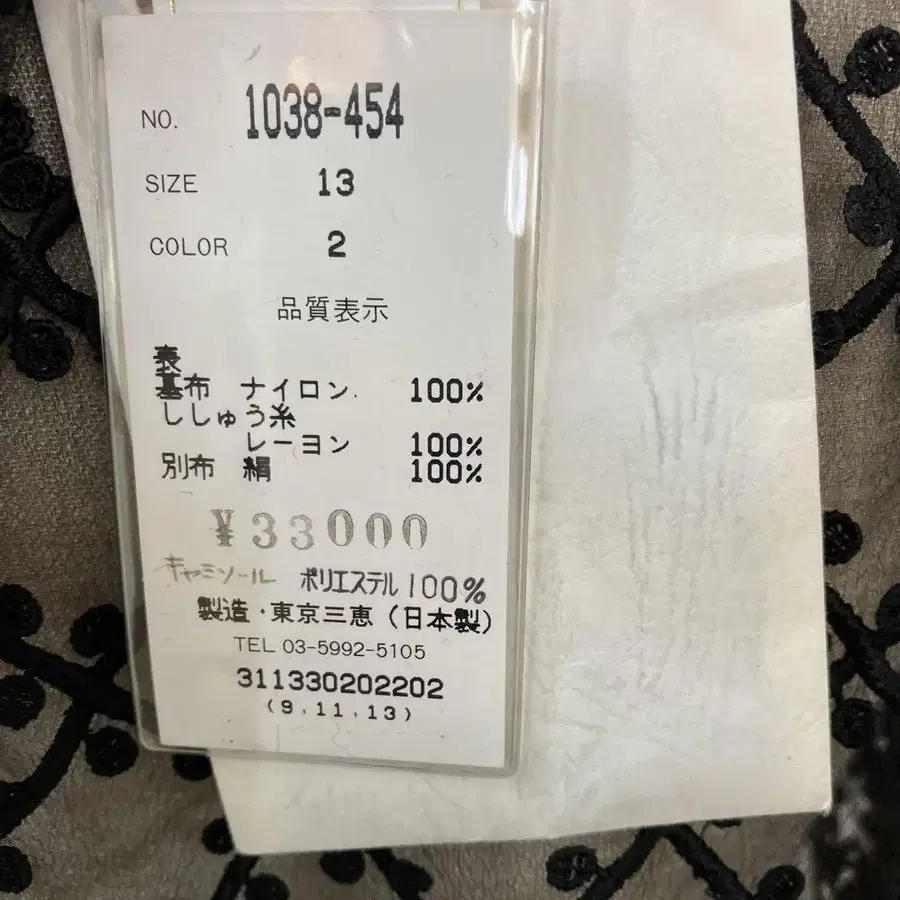 NO. 1038-454
SIZE 13
COLOR 2
品質表示
表
基布 ナイロン 100%
ししゅう糸
レーヨン 100%
別布 絹 100%
¥33000
キャミソール ポリエステル 100%
製造・東京三恵(日本製)
TEL 03-5992-5105
311330202202
(9,11,13)